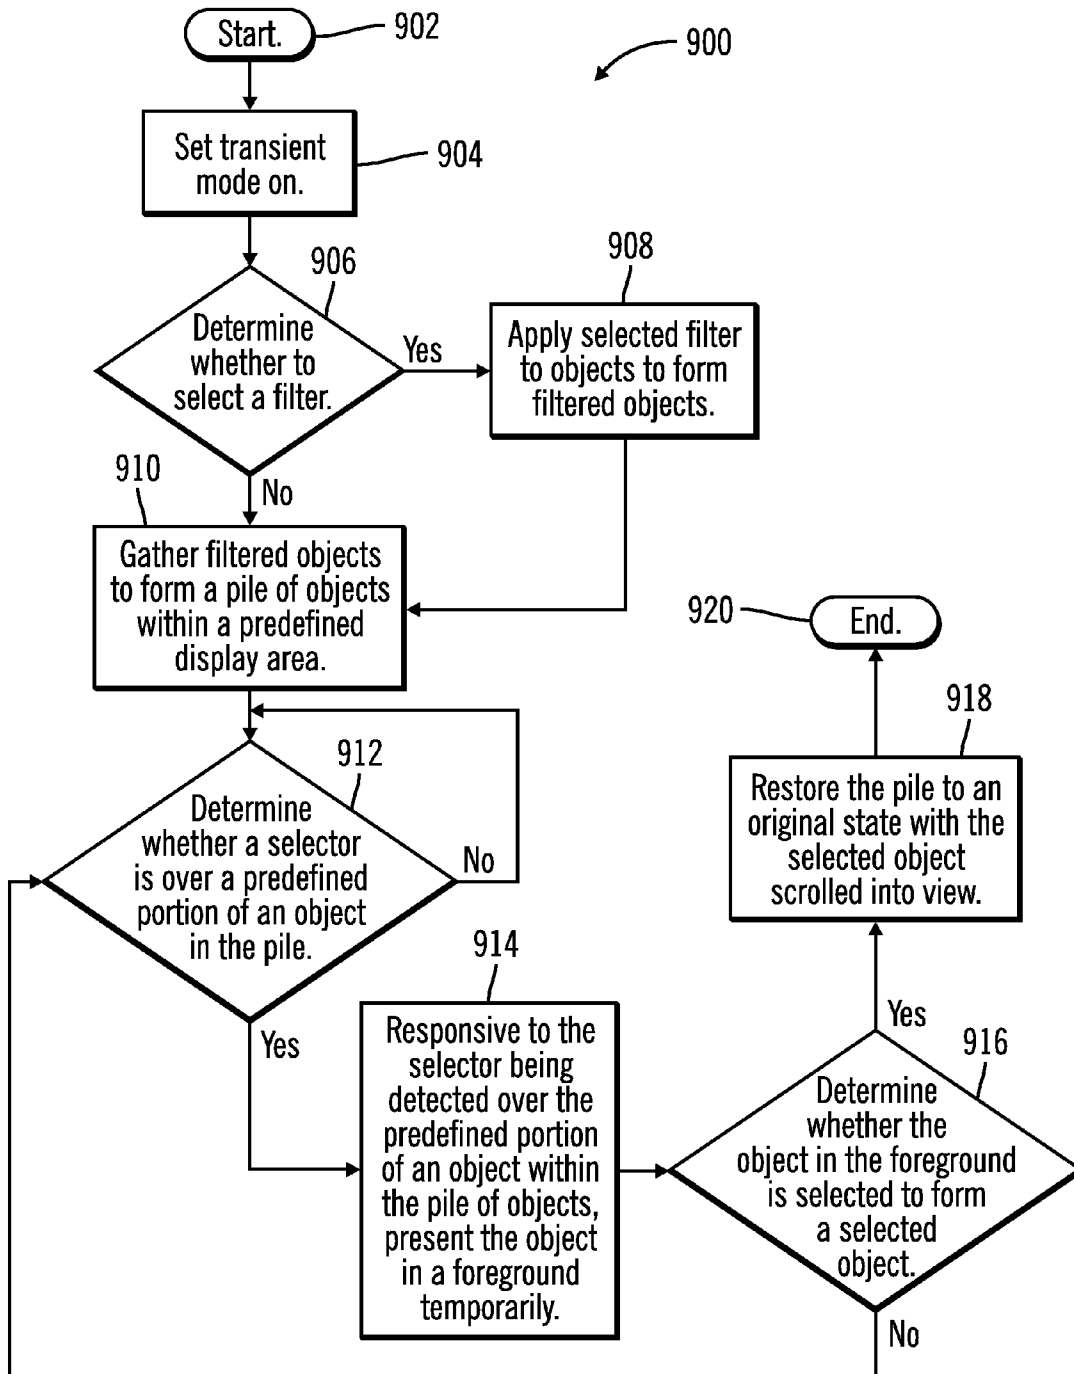 Start.
902
900
Set transient
mode on.
904
906
Determine
whether to
select a filter.
Yes
908
Apply selected filter
to objects to form
filtered objects.
No
910
Gather filtered objects
to form a pile of objects
within a predefined
display area.
920
End.
918
Restore the pile to an
original state with the
selected object
scrolled into view.
912
Determine
whether a selector
is over a predefined
portion of an object
in the pile.
No
Yes
914
Responsive to the
selector being
detected over the
predefined portion
of an object within
the pile of objects,
present the object
in a foreground
temporarily.
Yes
916
Determine
whether the
object in the foreground
is selected to form
a selected
object.
No